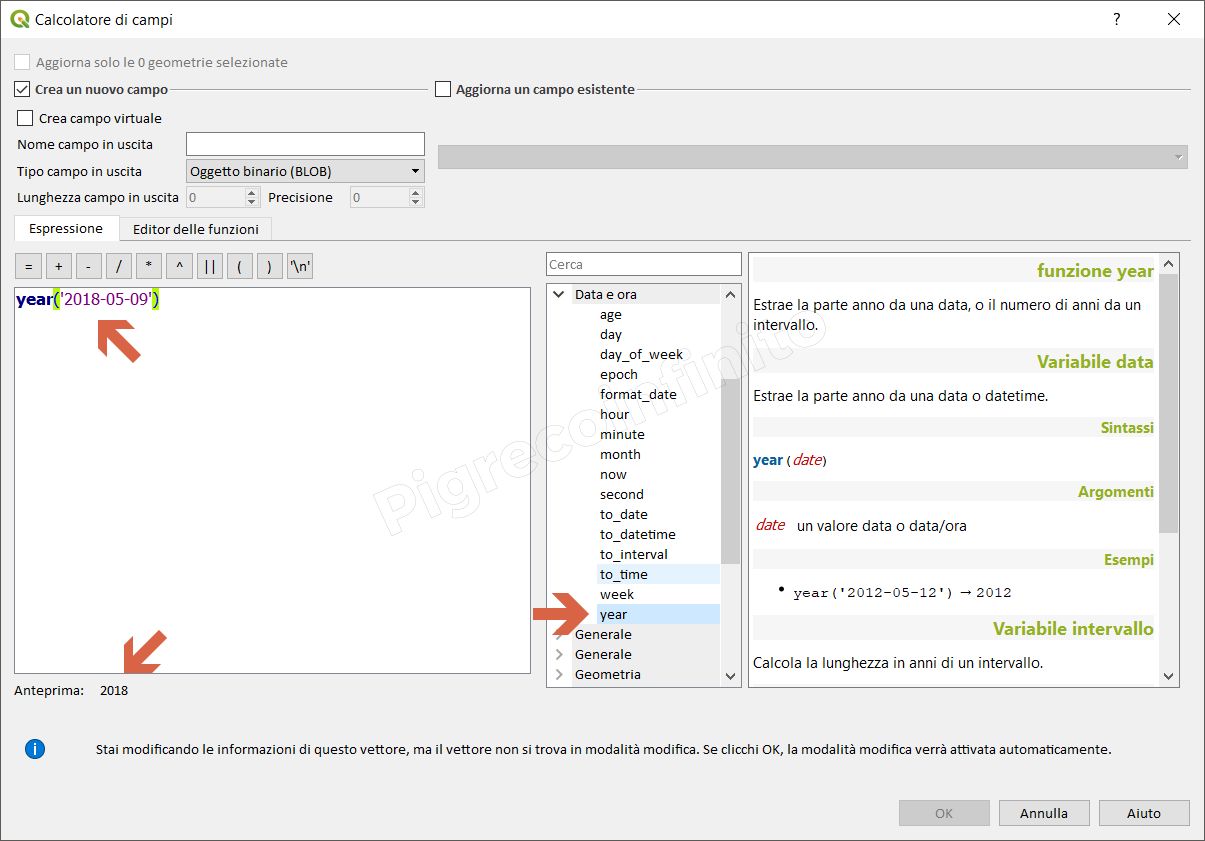 Calcolatore di campi
?
Aggiorna solo le 0 geometrie selezionate
Crea un nuovo campo
Aggiorna un campo esistente
Crea campo virtuale
Nome campo in uscita
Tipo campo in uscita Oggetto binario (BLOB)
Lunghezza campo in uscita 0 Precisione 0
Espressione Editor delle funzioni
= + - / * ^ || ( ) '\n'
year('2018-05-09')
Anteprima: 2018
Cerca
Data e ora
age
day
day_of_week
epoch
format_date
hour
minute
month
now
second
to_date
to_datetime
to_interval
to_time
week
year
Generale
Generale
Geometria
funzione year
Estrae la parte anno da una data, o il numero di anni da un
intervallo.
Variabile data
Estrae la parte anno da una data o datetime.
Sintassi
year (date)
Argomenti
date un valore data o data/ora
Esempi
• year('2012-05-12') → 2012
Variabile intervallo
Calcola la lunghezza in anni di un intervallo.
Pigrecoinfinito
Stai modificando le informazioni di questo vettore, ma il vettore non si trova in modalità modifica. Se clicchi OK, la modalità modifica verrà attivata automaticamente.
OK Annulla Aiuto